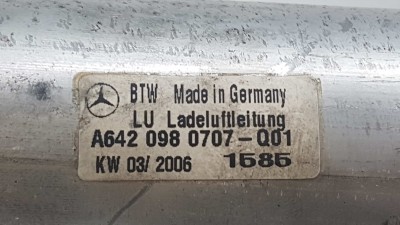 BTW Made in Germany
LU Ladeluftleitung
A642 098 0707-Q01
KW 03/2006 1585